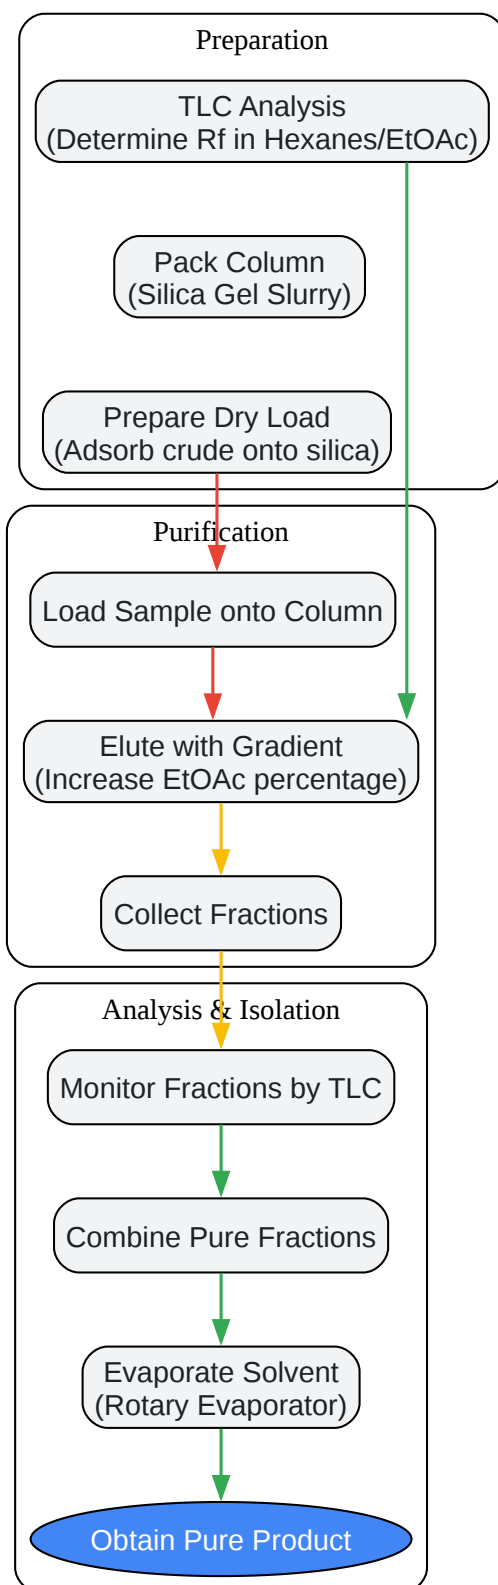 Preparation
TLC Analysis
(Determine Rf in Hexanes/EtOAc)
Pack Column
(Silica Gel Slurry)
Prepare Dry Load
(Adsorb crude onto silica)
Purification
Load Sample onto Column
Elute with Gradient
(Increase EtOAc percentage)
Collect Fractions
Analysis & Isolation
Monitor Fractions by TLC
Combine Pure Fractions
Evaporate Solvent
(Rotary Evaporator)
Obtain Pure Product